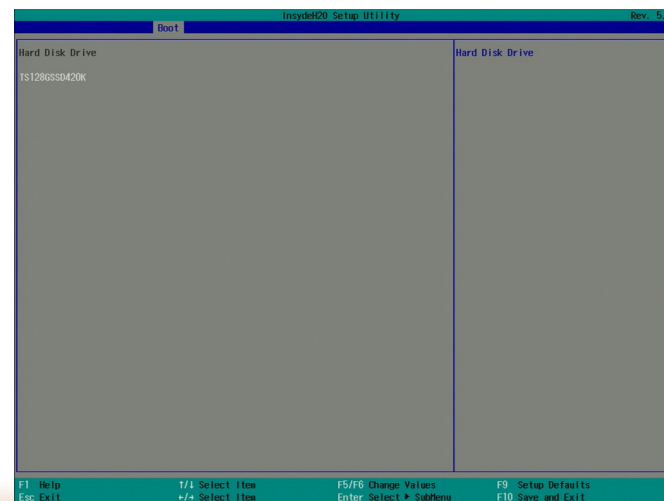 InsydeH20 Setup Utility Rev. 5.
Boot
Hard Disk Drive Hard Disk Drive
TS128GSSD420K
F1 Help ↑/↓ Select Item F5/F6 Change Values F9 Setup Defaults
Esc Exit ←/→ Select Item Enter Select ▶ SubMenu F10 Save and Exit